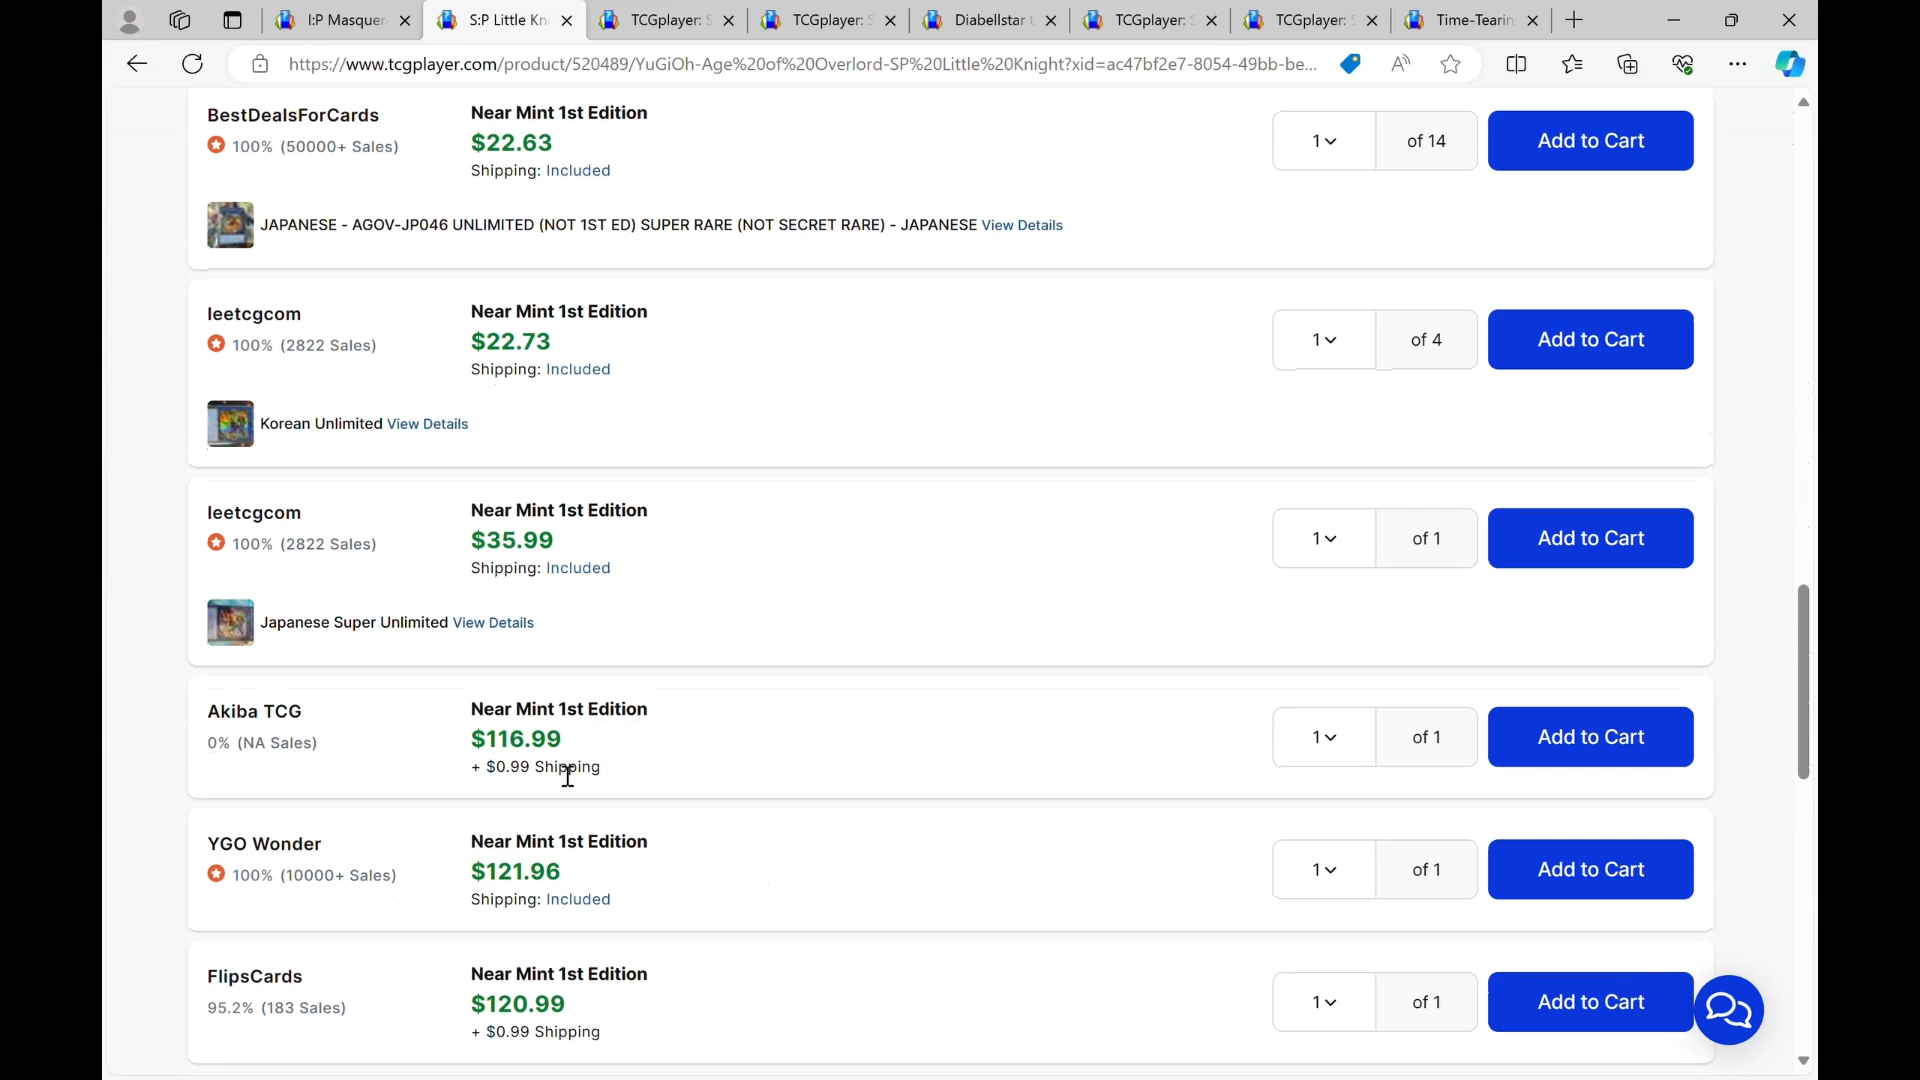 I:P Masquer
S:P Little Kn
TCGplayer: S
TCGplayer: S
Diabellstar t
TCGplayer: S
TCGplayer: S
Time-Tearin
https://www.tcgplayer.com/product/520489/YuGiOh-Age%20of%20Overlord-SP%20Little%20Knight?xid=ac47bf2e7-8054-49bb-be...
BestDealsForCards
100% (50000+ Sales)
Near Mint 1st Edition
$22.63
Shipping: Included
1
of 14
Add to Cart
JAPANESE - AGOV-JP046 UNLIMITED (NOT 1ST ED) SUPER RARE (NOT SECRET RARE) - JAPANESE View Details
leetcgcom
100% (2822 Sales)
Near Mint 1st Edition
$22.73
Shipping: Included
1
of 4
Add to Cart
Korean Unlimited View Details
leetcgcom
100% (2822 Sales)
Near Mint 1st Edition
$35.99
Shipping: Included
1
of 1
Add to Cart
Japanese Super Unlimited View Details
Akiba TCG
0% (NA Sales)
Near Mint 1st Edition
$116.99
+ $0.99 Shipping
1
of 1
Add to Cart
YGO Wonder
100% (10000+ Sales)
Near Mint 1st Edition
$121.96
Shipping: Included
1
of 1
Add to Cart
FlipsCards
95.2% (183 Sales)
Near Mint 1st Edition
$120.99
+ $0.99 Shipping
1
of 1
Add to Cart